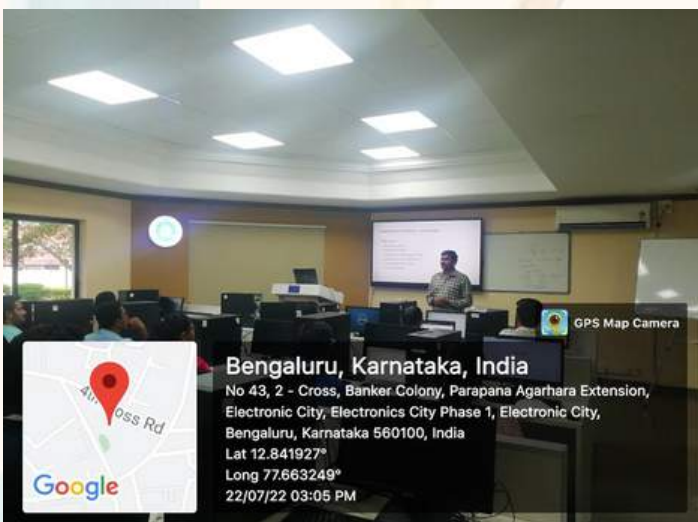 GPS Map Camera
Bengaluru, Karnataka, India
No 43, 2 - Cross, Banker Colony, Parapana Agarhara Extension,
Electronic City, Electronics City Phase 1, Electronic City,
Bengaluru, Karnataka 560100, India
Lat 12.841927°
Long 77.663249°
22/07/22 03:05 PM
oss Rd
Google